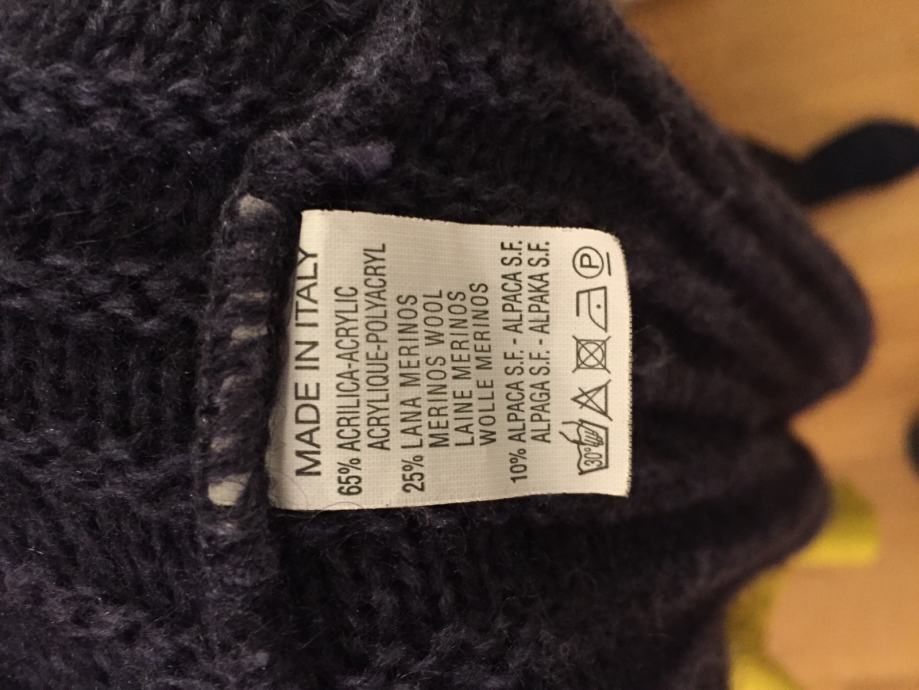 MADE IN ITALY
65% ACRILICA-ACRYLIC
ACRYLIQUE-POLYACRYL
25% LANA MERINOS
MERINOS WOOL
LAINE MERINOS
WOLLE MERINOS
10% ALPACA S.F. - ALPACA S.F.
ALPAGA S.F. - ALPAKA S.F.
30° P